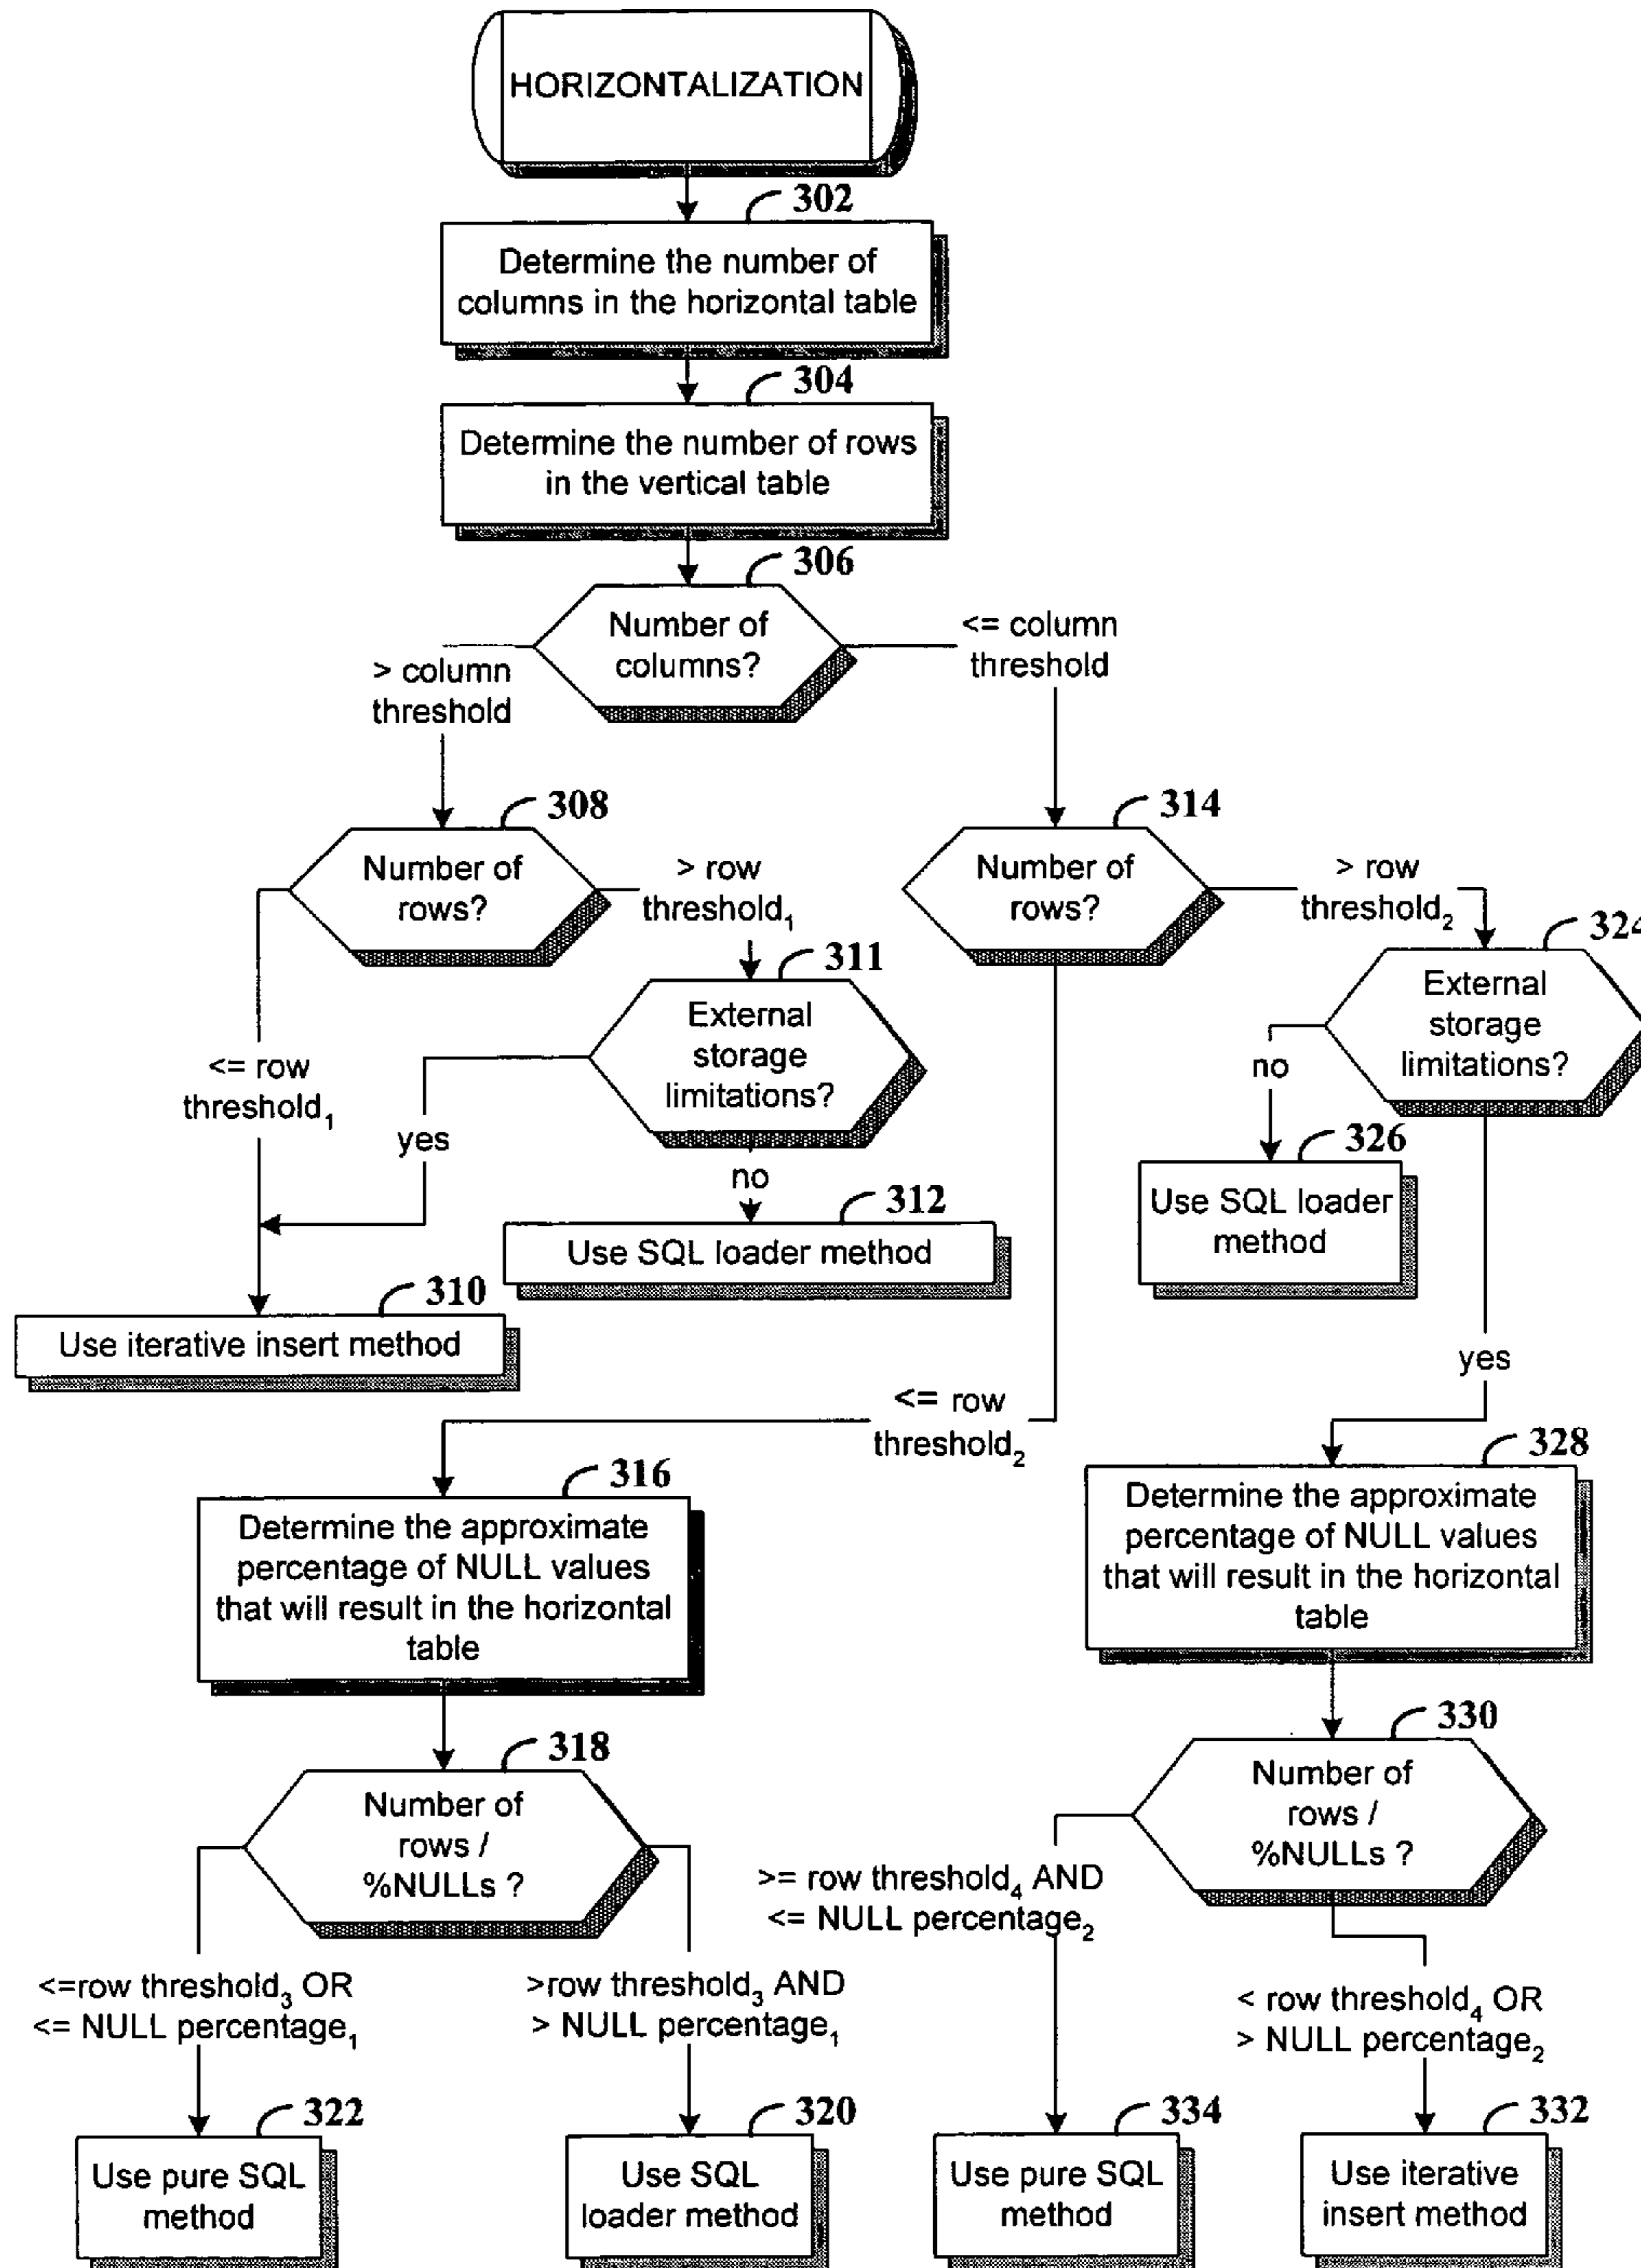 HORIZONTALIZATION
302
Determine the number of
columns in the horizontal table
304
Determine the number of rows
in the vertical table
306
Number of
columns?
> column
threshold
<= column
threshold
308
Number of
rows?
> row
threshold₁
<= row
threshold₁
311
External
storage
limitations?
yes
no
312
Use SQL loader method
310
Use iterative insert method
314
Number of
rows?
> row
threshold₂
<= row
threshold₂
324
External
storage
limitations?
no
yes
326
Use SQL loader
method
316
Determine the approximate
percentage of NULL values
that will result in the horizontal
table
318
Number of
rows /
%NULLs ?
<=row threshold₃ OR
<= NULL percentage₁
>row threshold₃ AND
> NULL percentage₁
322
Use pure SQL
method
320
Use SQL
loader method
328
Determine the approximate
percentage of NULL values
that will result in the horizontal
table
330
Number of
rows /
%NULLs ?
>= row threshold₄ AND
<= NULL percentage₂
< row threshold₄ OR
> NULL percentage₂
334
Use pure SQL
method
332
Use iterative
insert method